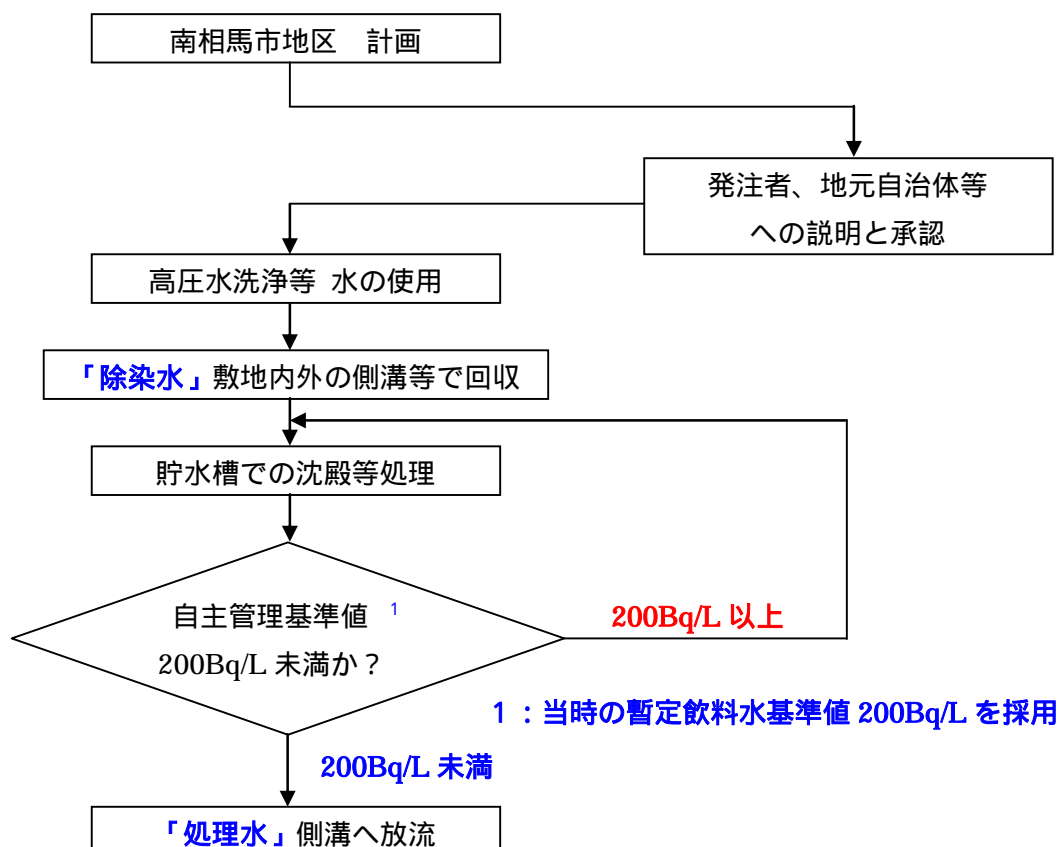 南相馬市地区　計画
発注者、地元自治体等
への説明と承認
高圧水洗浄等 水の使用
「除染水」敷地内外の側溝等で回収
貯水槽での沈殿等処理
自主管理基準値 1
200Bq/L 未満か？
200Bq/L 以上
1：当時の暫定飲料水基準値 200Bq/L を採用
200Bq/L 未満
「処理水」側溝へ放流